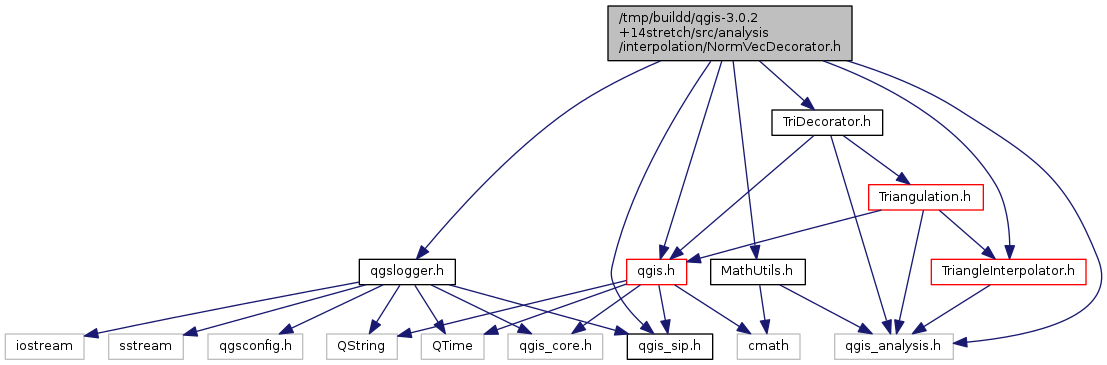 /tmp/buildd/qgis-3.0.2
+14stretch/src/analysis
/interpolation/NormVecDecorator.h
TriDecorator.h
Triangulation.h
qgslogger.h
qgis.h
MathUtils.h
TriangleInterpolator.h
iostream
sstream
qgsconfig.h
QString
QTime
qgis_core.h
qgis_sip.h
cmath
qgis_analysis.h